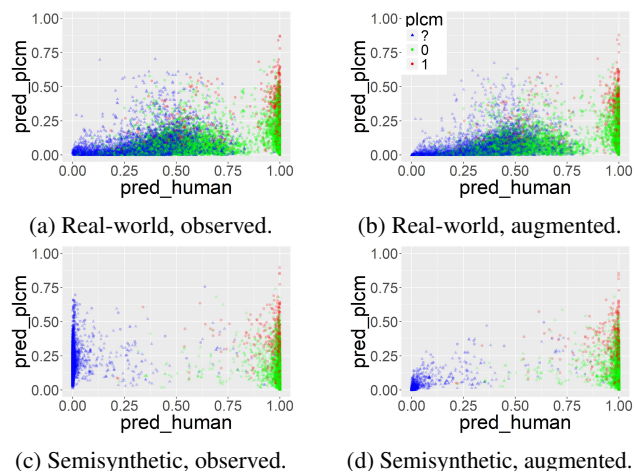 1.00
0.75
0.50
0.25
0.00
pred_plcm
0.00 0.25 0.50 0.75 1.00
pred_human
(a) Real-world, observed.
1.00
0.75
0.50
0.25
0.00
pred_plcm
plcm
?
0
1
0.00 0.25 0.50 0.75 1.00
pred_human
(b) Real-world, augmented.
1.00
0.75
0.50
0.25
0.00
pred_plcm
0.00 0.25 0.50 0.75 1.00
pred_human
(c) Semisynthetic, observed.
1.00
0.75
0.50
0.25
0.00
pred_plcm
0.00 0.25 0.50 0.75 1.00
pred_human
(d) Semisynthetic, augmented.